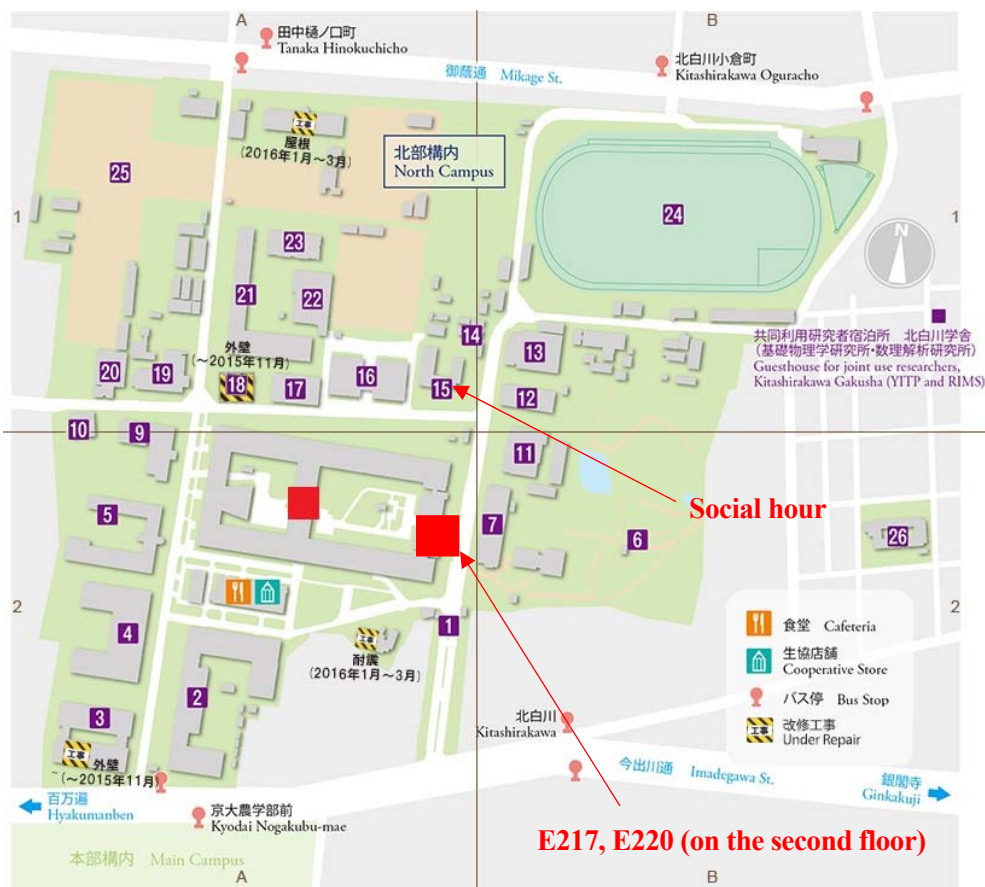 A
B
田中樋ノ口町
Tanaka Hinokuchicho
北白川小倉町
Kitashirakawa Oguracho
御蔭通 Mikage St.
工事
屋根
(2016年1月～3月)
北部構内
North Campus
25
24
1
1
N
23
21
22
14
13
共同利用研究者宿泊所 北白川学舎
(基礎物理学研究所・数理解析研究所)
Guesthouse for joint use researchers,
Kitashirakawa Gakusha (YITP and RIMS)
外壁
(～2015年11月)
20
19
18
17
16
15
12
10
9
11
Social hour
5
7
6
26
2
2
4
1
工事
耐震
(2016年1月～3月)
食堂 Cafeteria
生協店舗
Cooperative Store
バス停 Bus Stop
工事
改修工事
Under Repair
2
3
工事
外壁
～(～2015年11月)
北白川
Kitashirakawa
今出川通 Imadegawa St.
銀閣寺
Ginkakuji
百万遍
Hyakumanben
京大農学部前
Kyodai Nogakubu-mae
E217, E220 (on the second floor)
本部構内 Main Campus
A
B